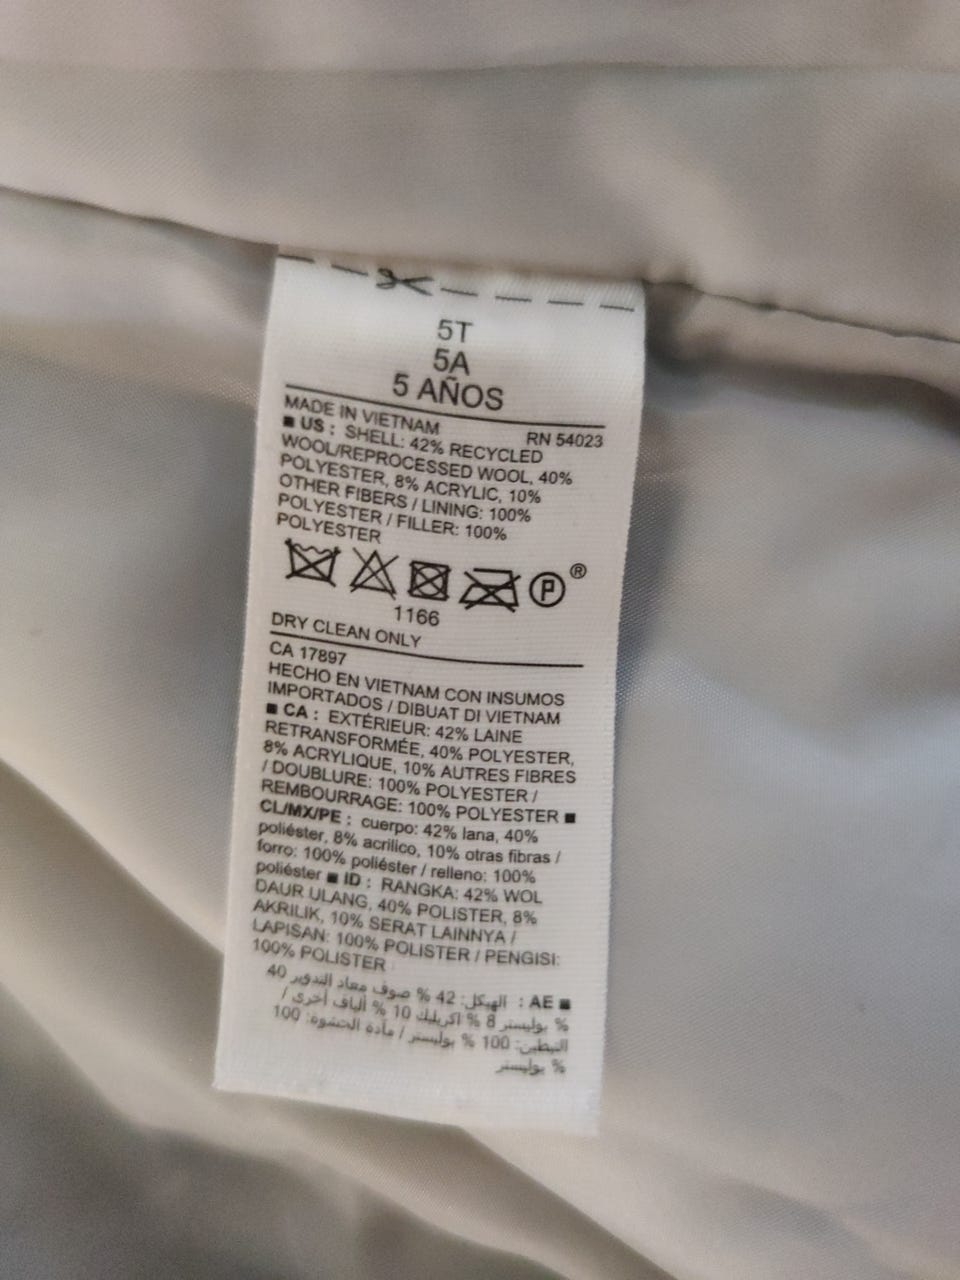 5T
5A
5 AÑOS
MADE IN VIETNAM RN 54023
■ US : SHELL: 42% RECYCLED
WOOL/REPROCESSED WOOL, 40%
POLYESTER, 8% ACRYLIC, 10%
OTHER FIBERS / LINING: 100%
POLYESTER / FILLER: 100%
POLYESTER
P ®
1166
DRY CLEAN ONLY
CA 17897
HECHO EN VIETNAM CON INSUMOS
IMPORTADOS / DIBUAT DI VIETNAM
■ CA : EXTÉRIEUR: 42% LAINE
RETRANSFORMÉE, 40% POLYESTER,
8% ACRYLIQUE, 10% AUTRES FIBRES
/ DOUBLURE: 100% POLYESTER /
REMBOURRAGE: 100% POLYESTER ■
CL/MX/PE : cuerpo: 42% lana, 40%
poliéster, 8% acrilico, 10% otras fibras /
forro: 100% poliéster / relleno: 100%
poliéster ■ ID : RANGKA: 42% WOL
DAUR ULANG, 40% POLISTER, 8%
AKRILIK, 10% SERAT LAINNYA /
LAPISAN: 100% POLISTER / PENGISI:
100% POLISTER
■ AE : الهيكل: 42 % صوف معاد التدوير 40
% بوليستر 8 % اكريليك 10 % ألياف أخرى /
التبطين: 100 % بوليستر / مادة الحشوة: 100
% بوليستر